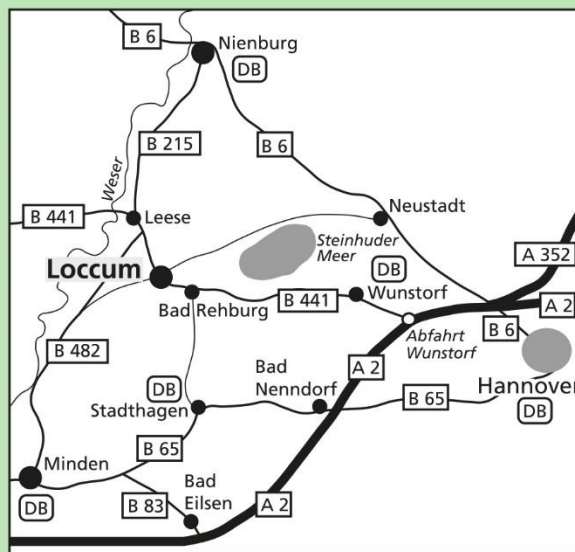 B 6
Nienburg
DB
B 215
B 6
Weser
B 441
Leese
Neustadt
Steinhuder
Meer
A 352
Loccum
DB
Wunstorf
A 2
B 441
Bad Rehburg
B 6
Abfahrt
Wunstorf
B 482
Bad
Nenndorf
A 2
Hannover
DB
DB
Stadthagen
B 65
B 65
Minden
DB
Bad
Eilsen
B 83
A 2